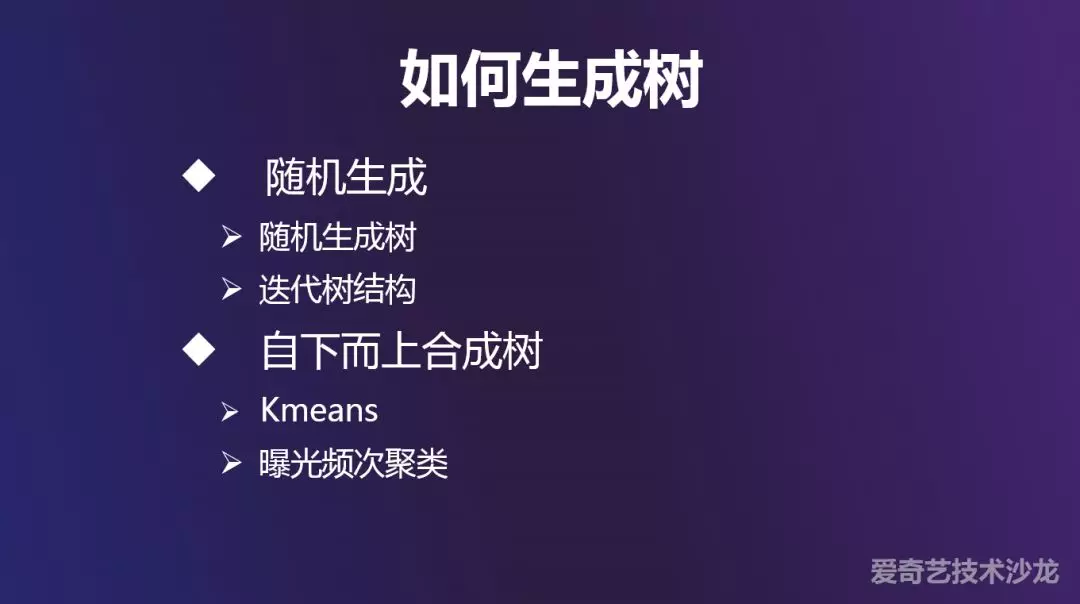 如何生成树
随机生成
随机生成树
迭代树结构
自下而上合成树
Kmeans
曝光频次聚类
爱奇艺技术沙龙